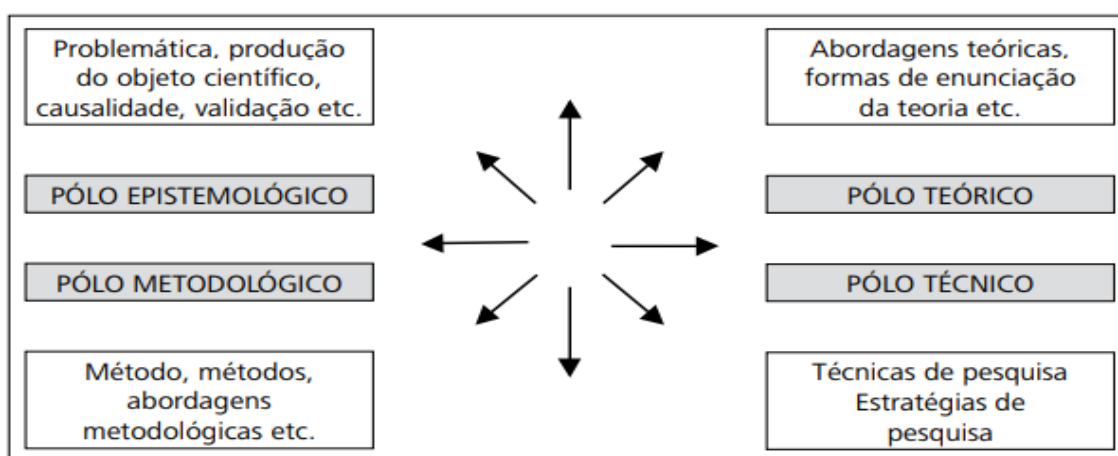 Problemática, produção
do objeto científico,
causalidade, validação etc.
PÓLO EPISTEMOLÓGICO
PÓLO METODOLÓGICO
Método, métodos,
abordagens
metodológicas etc.
Abordagens teóricas,
formas de enunciação
da teoria etc.
PÓLO TEÓRICO
PÓLO TÉCNICO
Técnicas de pesquisa
Estratégias de
pesquisa